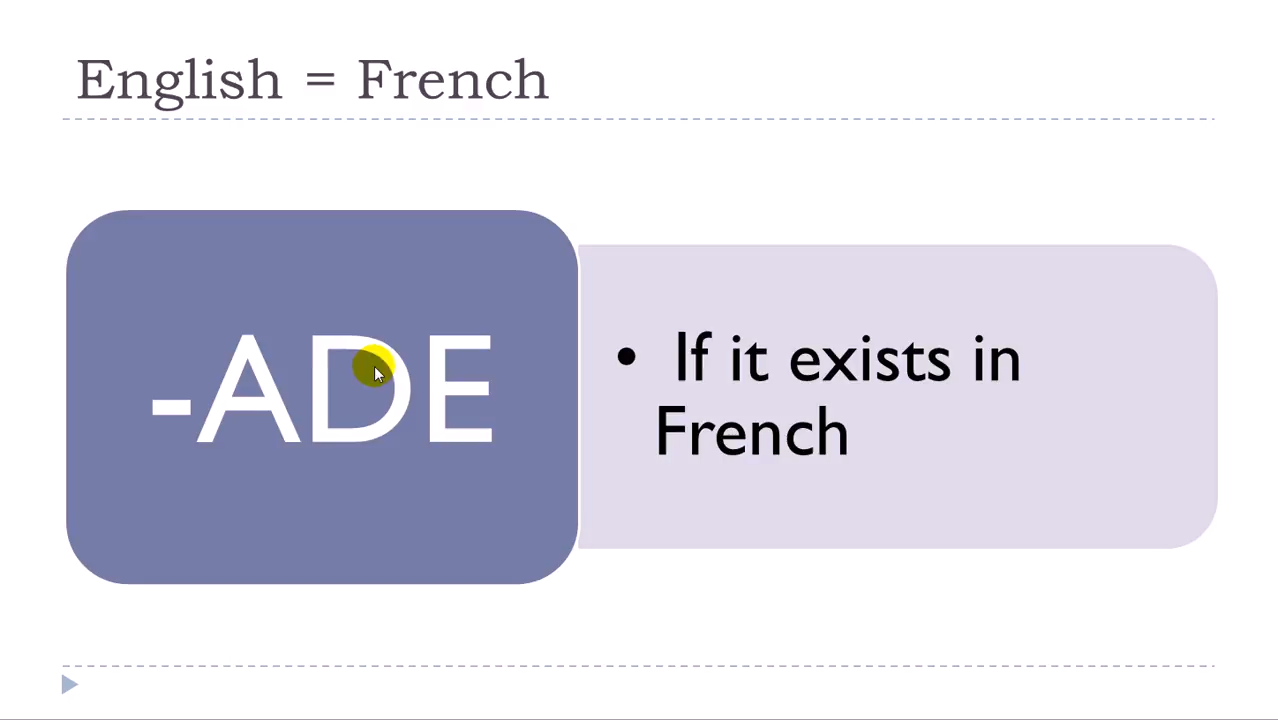 English = French
-ADE
• If it exists in
French